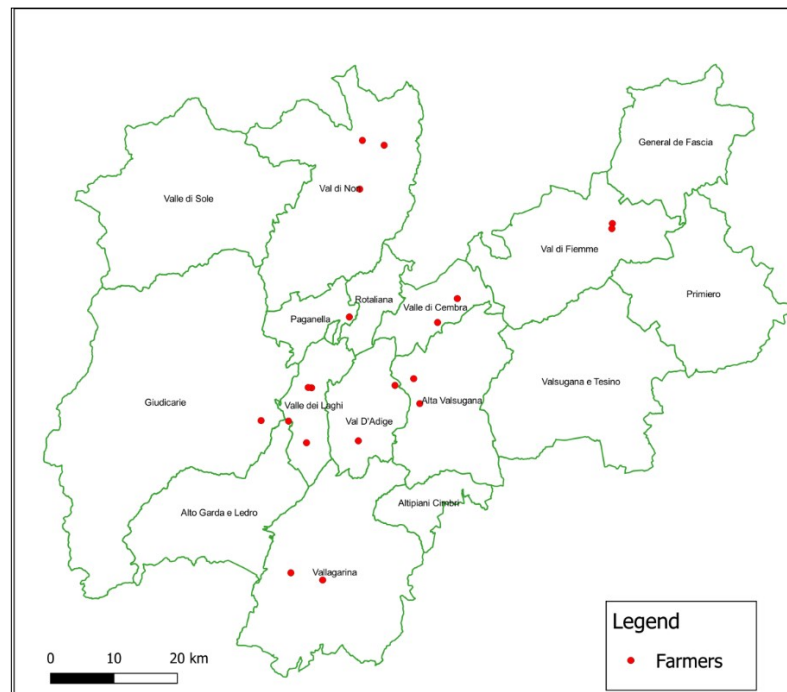 General de Fascia
Val di Non
Valle di Sole
Val di Fiemme
Primiero
Rotaliana
Valle di Cembra
Paganella
Valsugana e Tesino
Giudicarie
Valle dei Laghi
Alta Valsugana
Val D'Adige
Altipiani Cimbri
Alto Garda e Ledro
Vallagarina
Legend
Farmers
0 10 20 km